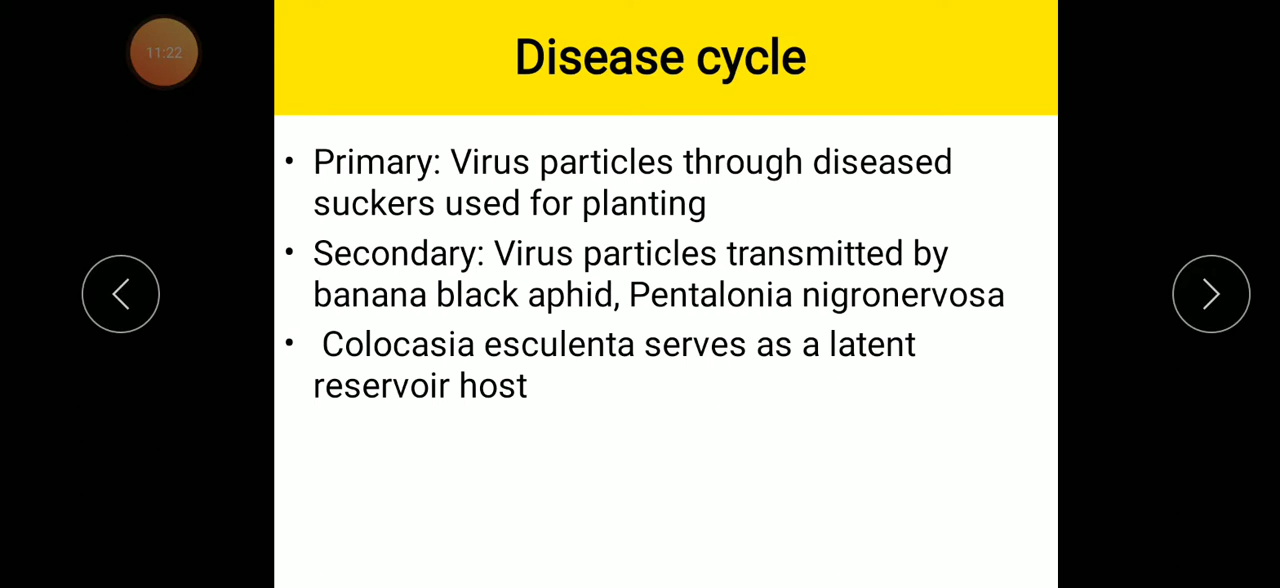 11:22
Disease cycle
• Primary: Virus particles through diseased
suckers used for planting
• Secondary: Virus particles transmitted by
banana black aphid, Pentalonia nigronervosa
• Colocasia esculenta serves as a latent
reservoir host